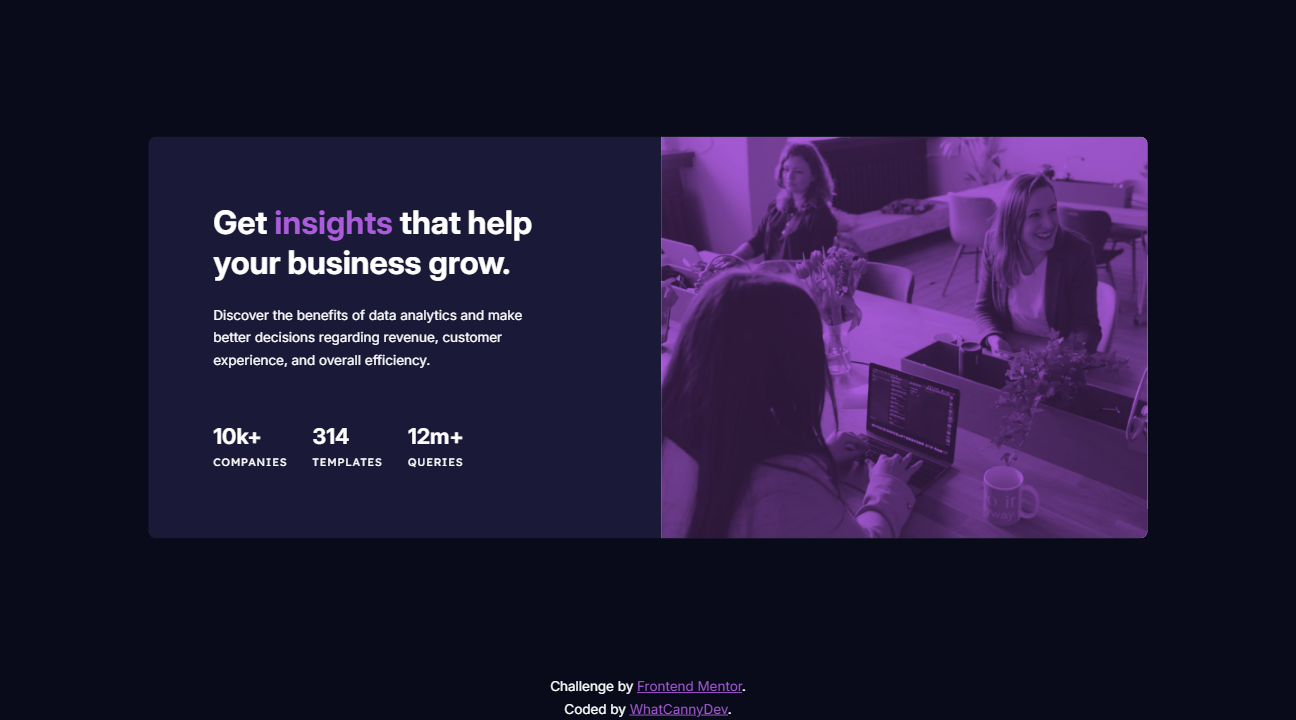 Get insights that help
your business grow.
Discover the benefits of data analytics and make
better decisions regarding revenue, customer
experience, and overall efficiency.
10k+ 314 12m+
COMPANIES TEMPLATES QUERIES
Challenge by Frontend Mentor.
Coded by WhatCannyDev.